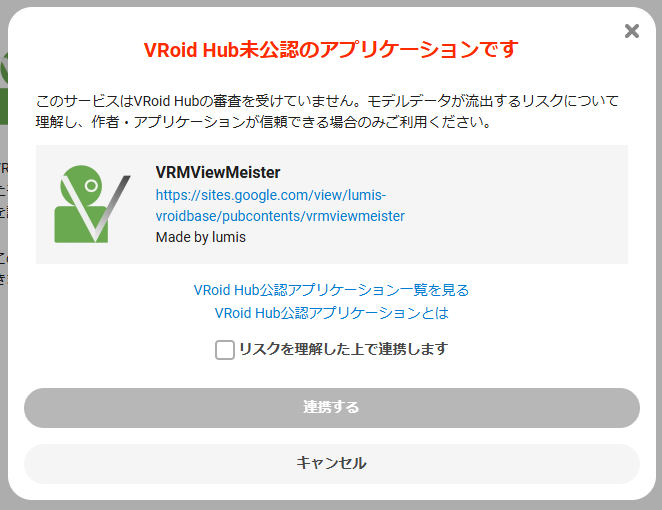 VRoid Hub未公認のアプリケーションです
このサービスはVRoid Hubの審査を受けていません。モデルデータが流出するリスクについて
理解し、作者・アプリケーションが信頼できる場合のみご利用ください。
VRMViewMeister
https://sites.google.com/view/lumis-
vroidbase/pubcontents/vrmviewmeister
Made by lumis
VRoid Hub公認アプリケーション一覧を見る
VRoid Hub公認アプリケーションとは
リスクを理解した上で連携します
連携する
キャンセル